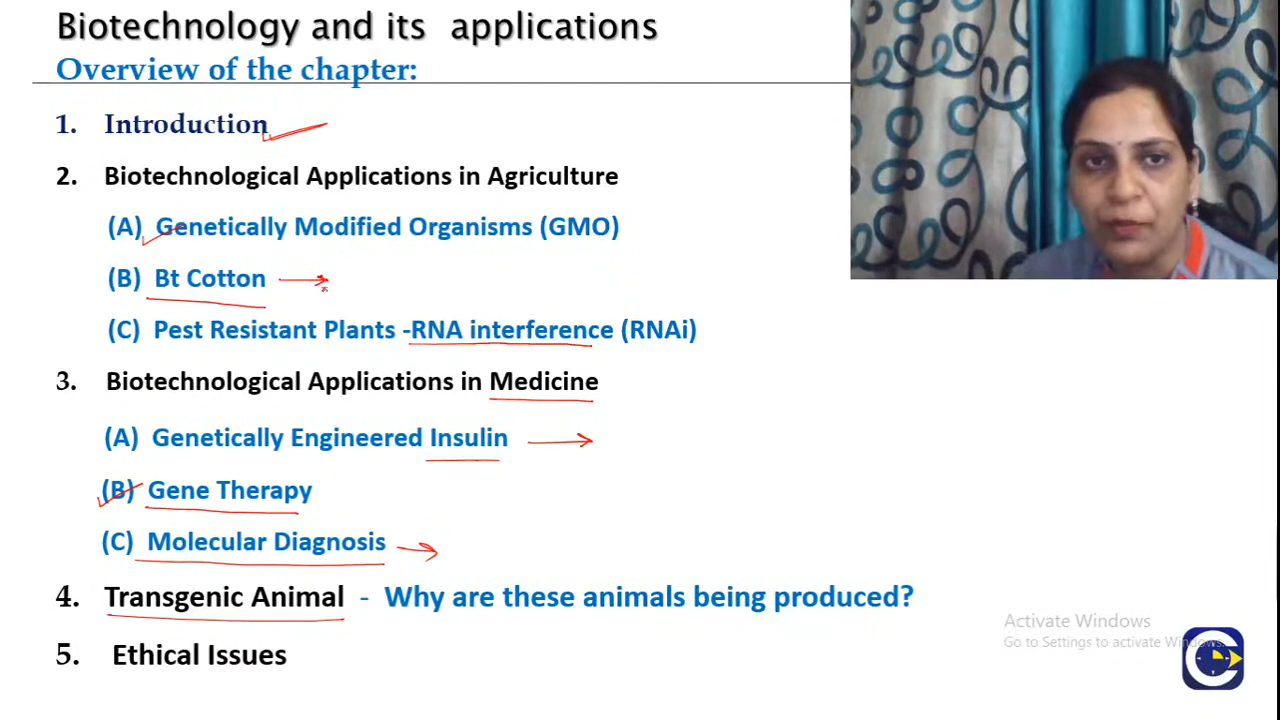 Biotechnology and its applications
Overview of the chapter:
1. Introduction
2. Biotechnological Applications in Agriculture
(A) Genetically Modified Organisms (GMO)
(B) Bt Cotton
(C) Pest Resistant Plants -RNA interference (RNAi)
3. Biotechnological Applications in Medicine
(A) Genetically Engineered Insulin
(B) Gene Therapy
(C) Molecular Diagnosis
4. Transgenic Animal - Why are these animals being produced?
5. Ethical Issues
Activate Windows
Go to Settings to activate Windows.